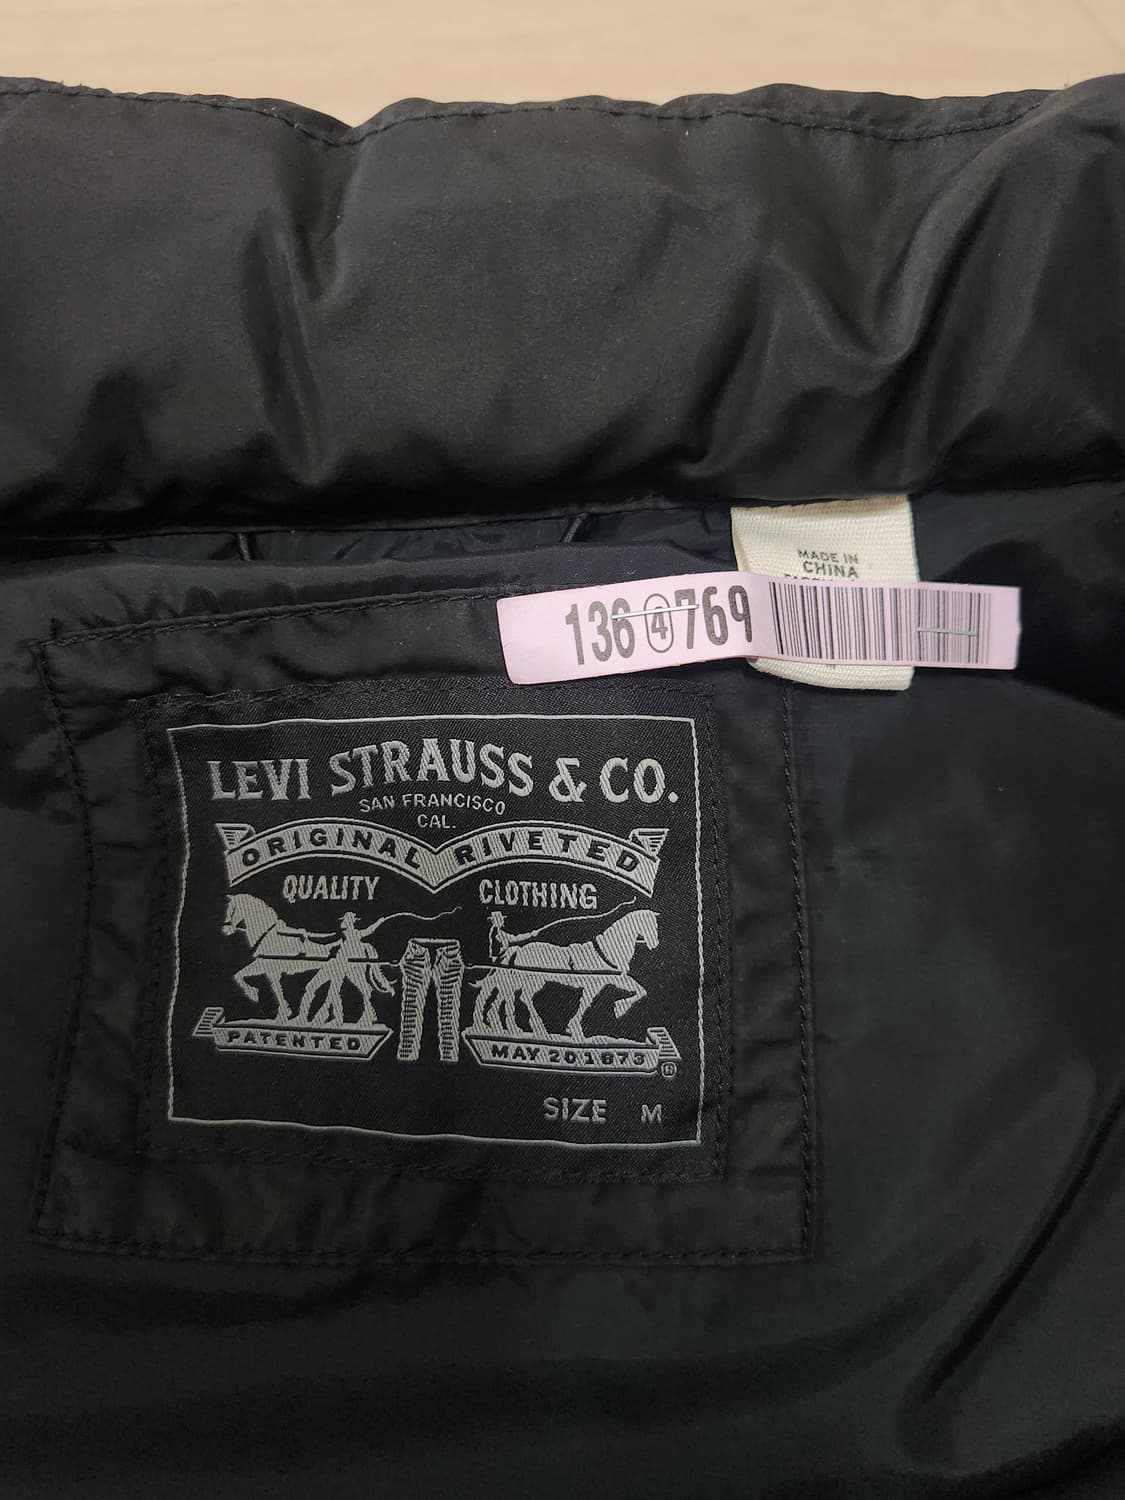 MADE IN
CHINA
136 ④ 769
LEVI STRAUSS & CO.
SAN FRANCISCO
CAL.
ORIGINAL RIVETED
QUALITY CLOTHING
PATENTED MAY 20 1873
®
SIZE M